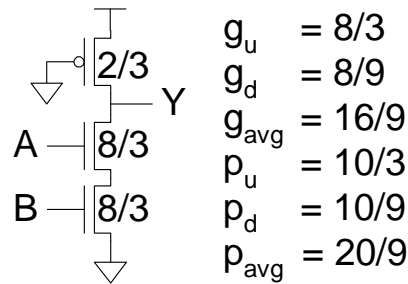 2/3
Y
A 8/3
B 8/3
g_u = 8/3
g_d = 8/9
g_avg = 16/9
p_u = 10/3
p_d = 10/9
p_avg = 20/9